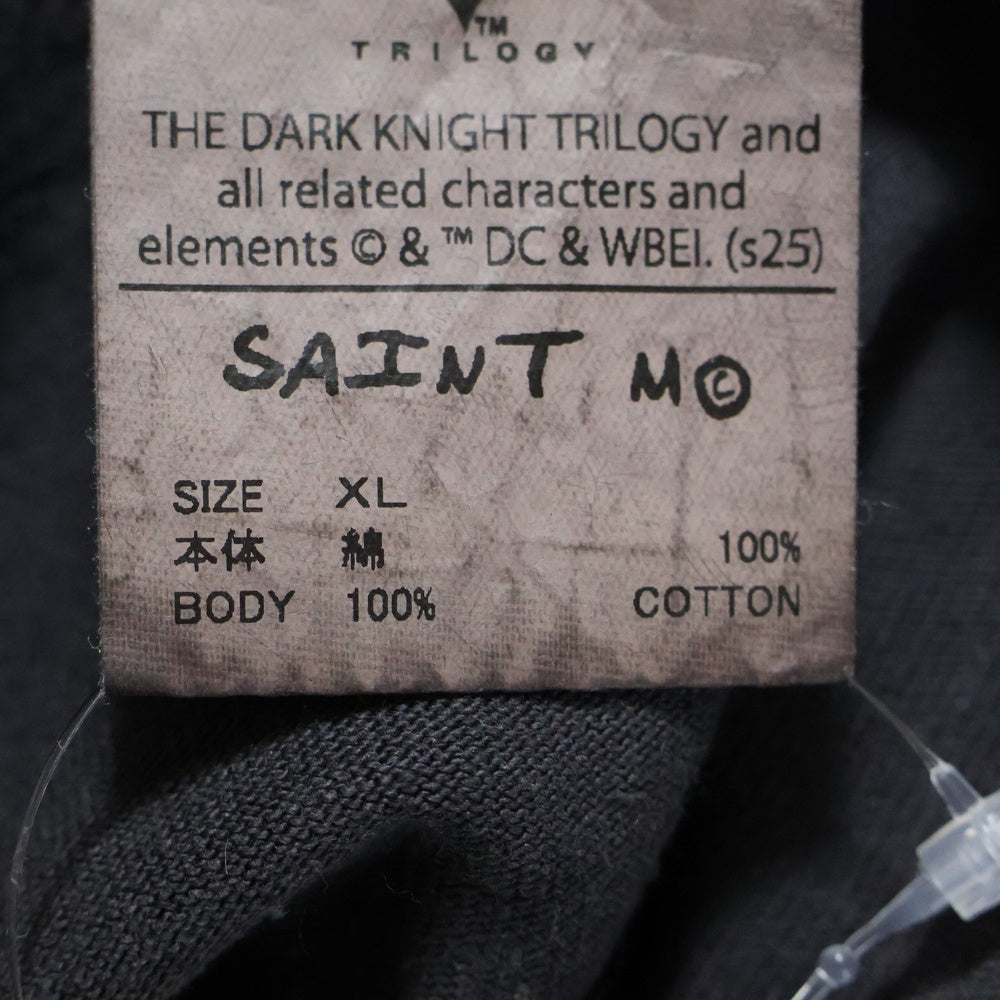 ™
TRILOGY
THE DARK KNIGHT TRILOGY and
all related characters and
elements © & ™ DC & WBEI. (s25)
SAINT M©
SIZE XL
本体 綿 100%
BODY 100% COTTON